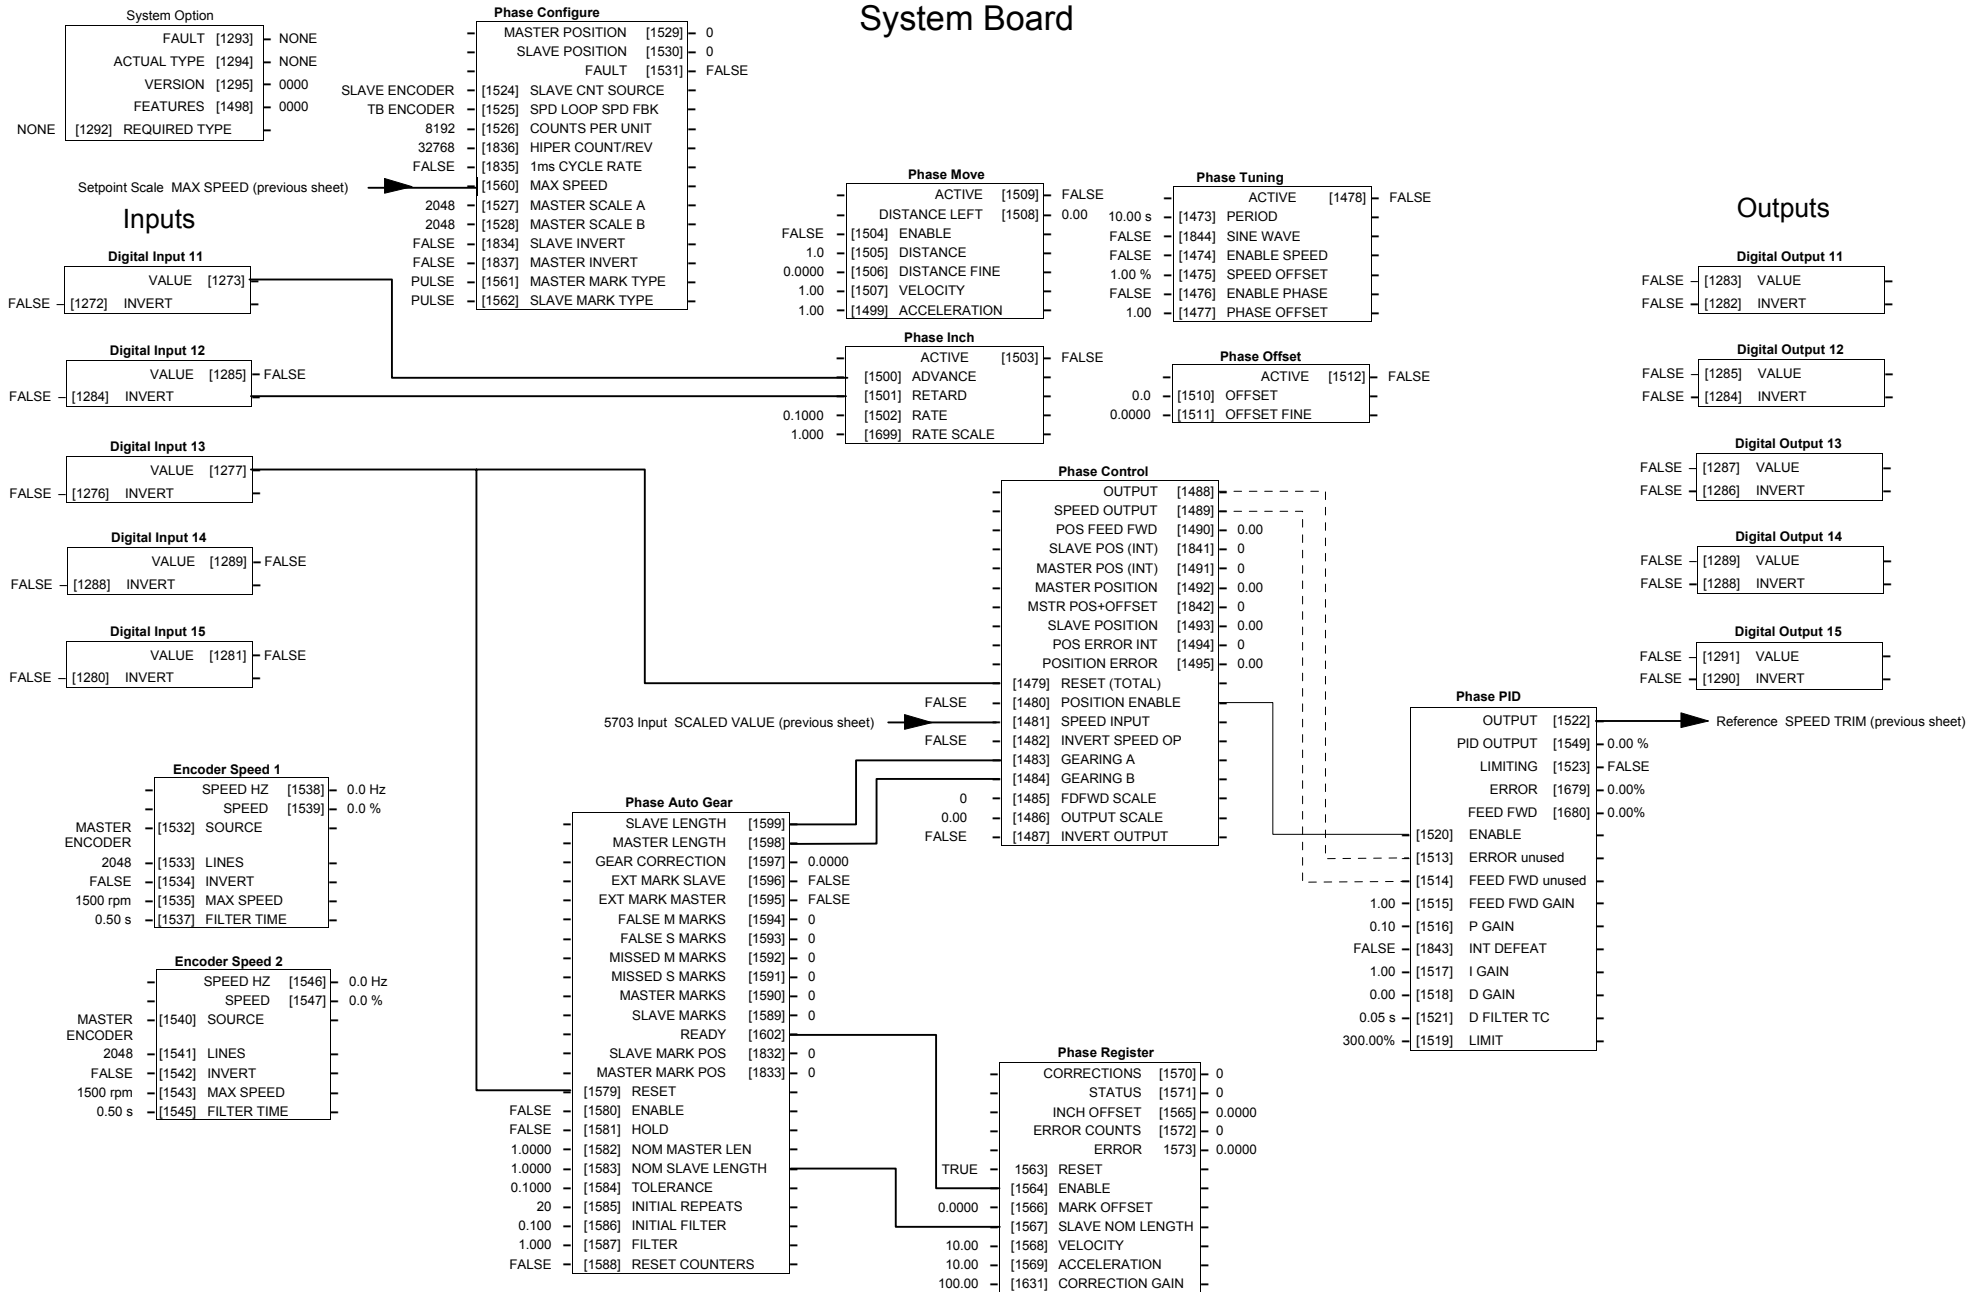 System Board
System Option
FAULT [1293] NONE
ACTUAL TYPE [1294] NONE
VERSION [1295] 0000
FEATURES [1498] 0000
NONE [1292] REQUIRED TYPE
Phase Configure
MASTER POSITION [1529] 0
SLAVE POSITION [1530] 0
FAULT [1531] FALSE
SLAVE ENCODER [1524] SLAVE CNT SOURCE
TB ENCODER [1525] SPD LOOP SPD FBK
8192 [1526] COUNTS PER UNIT
32768 [1836] HIPER COUNT/REV
FALSE [1835] 1ms CYCLE RATE
Setpoint Scale MAX SPEED (previous sheet) [1560] MAX SPEED
2048 [1527] MASTER SCALE A
2048 [1528] MASTER SCALE B
FALSE [1834] SLAVE INVERT
FALSE [1837] MASTER INVERT
PULSE [1561] MASTER MARK TYPE
PULSE [1562] SLAVE MARK TYPE
Inputs
Digital Input 11
VALUE [1273]
FALSE [1272] INVERT
Digital Input 12
VALUE [1285] FALSE
FALSE [1284] INVERT
Digital Input 13
VALUE [1277]
FALSE [1276] INVERT
Digital Input 14
VALUE [1289] FALSE
FALSE [1288] INVERT
Digital Input 15
VALUE [1281] FALSE
FALSE [1280] INVERT
Phase Move
ACTIVE [1509] FALSE
DISTANCE LEFT [1508] 0.00
FALSE [1504] ENABLE
1.0 [1505] DISTANCE
0.0000 [1506] DISTANCE FINE
1.00 [1507] VELOCITY
1.00 [1499] ACCELERATION
Phase Tuning
ACTIVE [1478] FALSE
10.00 s [1473] PERIOD
FALSE [1844] SINE WAVE
FALSE [1474] ENABLE SPEED
1.00 % [1475] SPEED OFFSET
FALSE [1476] ENABLE PHASE
1.00 [1477] PHASE OFFSET
Phase Inch
ACTIVE [1503] FALSE
[1500] ADVANCE
[1501] RETARD
0.1000 [1502] RATE
1.000 [1699] RATE SCALE
Phase Offset
ACTIVE [1512] FALSE
0.0 [1510] OFFSET
0.0000 [1511] OFFSET FINE
Outputs
Digital Output 11
FALSE [1283] VALUE
FALSE [1282] INVERT
Digital Output 12
FALSE [1285] VALUE
FALSE [1284] INVERT
Digital Output 13
FALSE [1287] VALUE
FALSE [1286] INVERT
Digital Output 14
FALSE [1289] VALUE
FALSE [1288] INVERT
Digital Output 15
FALSE [1291] VALUE
FALSE [1290] INVERT
Phase Control
OUTPUT [1488]
SPEED OUTPUT [1489]
POS FEED FWD [1490] 0.00
SLAVE POS (INT) [1841] 0
MASTER POS (INT) [1491] 0
MASTER POSITION [1492] 0.00
MSTR POS+OFFSET [1842] 0
SLAVE POSITION [1493] 0.00
POS ERROR INT [1494] 0
POSITION ERROR [1495] 0.00
[1479] RESET (TOTAL)
FALSE [1480] POSITION ENABLE
5703 Input SCALED VALUE (previous sheet) [1481] SPEED INPUT
FALSE [1482] INVERT SPEED OP
[1483] GEARING A
[1484] GEARING B
0 [1485] FDFWD SCALE
0.00 [1486] OUTPUT SCALE
FALSE [1487] INVERT OUTPUT
Phase PID
OUTPUT [1522] Reference SPEED TRIM (previous sheet)
PID OUTPUT [1549] 0.00 %
LIMITING [1523] FALSE
ERROR [1679] 0.00%
FEED FWD [1680] 0.00%
[1520] ENABLE
[1513] ERROR unused
[1514] FEED FWD unused
1.00 [1515] FEED FWD GAIN
0.10 [1516] P GAIN
FALSE [1843] INT DEFEAT
1.00 [1517] I GAIN
0.00 [1518] D GAIN
0.05 s [1521] D FILTER TC
300.00% [1519] LIMIT
Encoder Speed 1
SPEED HZ [1538] 0.0 Hz
SPEED [1539] 0.0 %
MASTER ENCODER [1532] SOURCE
2048 [1533] LINES
FALSE [1534] INVERT
1500 rpm [1535] MAX SPEED
0.50 s [1537] FILTER TIME
Encoder Speed 2
SPEED HZ [1546] 0.0 Hz
SPEED [1547] 0.0 %
MASTER ENCODER [1540] SOURCE
2048 [1541] LINES
FALSE [1542] INVERT
1500 rpm [1543] MAX SPEED
0.50 s [1545] FILTER TIME
Phase Auto Gear
SLAVE LENGTH [1599]
MASTER LENGTH [1598]
GEAR CORRECTION [1597] 0.0000
EXT MARK SLAVE [1596] FALSE
EXT MARK MASTER [1595] FALSE
FALSE M MARKS [1594] 0
FALSE S MARKS [1593] 0
MISSED M MARKS [1592] 0
MISSED S MARKS [1591] 0
MASTER MARKS [1590] 0
SLAVE MARKS [1589] 0
READY [1602]
SLAVE MARK POS [1832] 0
MASTER MARK POS [1833] 0
[1579] RESET
FALSE [1580] ENABLE
FALSE [1581] HOLD
1.0000 [1582] NOM MASTER LEN
1.0000 [1583] NOM SLAVE LENGTH
0.1000 [1584] TOLERANCE
20 [1585] INITIAL REPEATS
0.100 [1586] INITIAL FILTER
1.000 [1587] FILTER
FALSE [1588] RESET COUNTERS
Phase Register
CORRECTIONS [1570] 0
STATUS [1571] 0
INCH OFFSET [1565] 0.0000
ERROR COUNTS [1572] 0
ERROR 1573] 0.0000
TRUE 1563] RESET
[1564] ENABLE
0.0000 [1566] MARK OFFSET
[1567] SLAVE NOM LENGTH
10.00 [1568] VELOCITY
10.00 [1569] ACCELERATION
100.00 [1631] CORRECTION GAIN